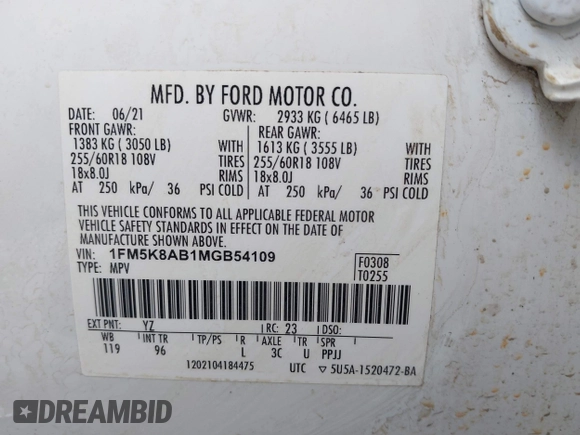 MFD. BY FORD MOTOR CO.
DATE: 06/21 GVWR: 2933 KG ( 6465 LB)
FRONT GAWR: REAR GAWR:
1383 KG ( 3050 LB) WITH 1613 KG ( 3555 LB) WITH
255/60R18 108V TIRES 255/60R18 108V TIRES
18x8.0J RIMS 18x8.0J RIMS
AT 250 kPa/ 36 PSI COLD AT 250 kPa/ 36 PSI COLD
THIS VEHICLE CONFORMS TO ALL APPLICABLE FEDERAL MOTOR
VEHICLE SAFETY STANDARDS IN EFFECT ON THE DATE OF
MANUFACTURE SHOWN ABOVE.
VIN: 1FM5K8AB1MGB54109 F0308
TYPE: MPV T0255
EXT PNT: YZ RC: 23 DSO:
WB INT TR TP/PS R AXLE TR SPR
119 96 L 3C U PPJJ
1202104184475 UTC ▽ 5U5A-1520472-BA
DREAMBID